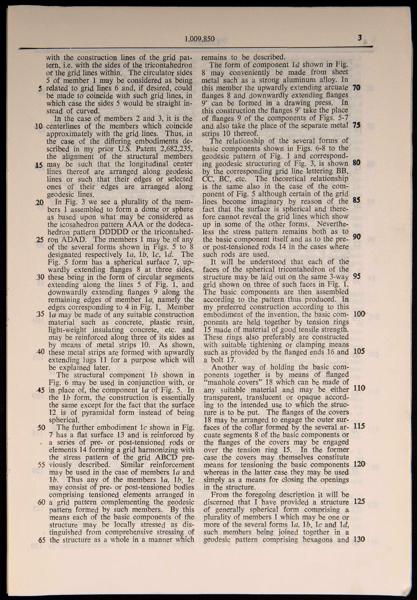 1,009,850
3
with the construction lines of the grid pat-
tern, i.e. with the sides of the tricontahedron
or the grid lines within. The circulatory sides
5 of member 1 may be considered as being
5 related to grid lines 6 and, if desired, could
be made to coincide with such grid lines, in
which case the sides 5 would be straight in-
stead of curved.
In the case of members 2 and 3, it is the
10 centerlines of the members which coincide
approximately with the grid lines. Thus, in
the case of the differing embodiments de-
scribed in my prior U.S. Patent 2,682,235,
the alignment of the structural members
15 may be such that the longitudinal center
lines thereof are arranged along geodesic
lines or such that their edges or selected
ones of their edges are arranged along
geodesic lines.
20 In Fig. 3 we see a plurality of the mem-
bers 1 assembled to form a dome or sphere
as based upon what may be considered as
the icosahedron pattern AAA or the dodeca-
hedron pattern DDDDD or the tricontahed-
25 ron ADAD. The members 1 may be of any
of the several forms shown in Figs. 5 to 8
designated respectively 1a, 1b, 1c, 1d. The
Fig. 5 form has a spherical surface 7, up-
wardly extending flanges 8 at three sides,
30 these being in the form of circular segments
extending along the lines 5 of Fig. 1, and
downwardly extending flanges 9 along the
remaining edges of member 1a, namely the
edges corresponding to 4 in Fig. 1. Member
35 1a may be made of any suitable construction
material such as concrete, plastic resin,
light-weight insulating concrete, etc. and
may be reinforced along three of its sides as
by means of metal strips 10. As shown,
40 these metal strips are formed with upwardly
extending lugs 11 for a purpose which will
be explained later.
The structural component 1b shown in
Fig. 6 may be used in conjunction with, or
45 in place of, the component 1a of Fig. 5. In
the 1b form, the construction is essentially
the same except for the fact that the surface
12 is of pyramidal form instead of being
spherical.
50 The further embodiment 1c shown in Fig.
7 has a flat surface 13 and is reinforced by
a series of pre- or post-tensioned rods or
elements 14 forming a grid harmonizing with
the stress pattern of the grid ABCD pre-
55 viously described. Similar reinforcement
may be used in the case of members 1a and
1b. Thus any of the members 1a, 1b, 1c
may consist of pre- or post-tensioned bodies
comprising tensioned elements arranged in
60 a grid pattern complementing the geodesic
pattern formed by such members. By this
means each of the basic components of the
structure may be locally stressed as dis-
tinguished from comprehensive stressing of
65 the structure as a whole in a manner which
remains to be described.
The form of component 1d shown in Fig.
8 may conveniently be made from sheet
metal such as a strong aluminum alloy. In
this member the upwardly extending arcuate 70
flanges 8 and downwardly extending flanges
9' can be formed in a drawing press. In
this construction the flanges 9' take the place
of flanges 9 of the components of Figs. 5-7
and also take the place of the separate metal 75
strips 10 thereof.
The relationship of the several forms of
basic components shown in Figs. 6-8 to the
geodesic pattern of Fig. 1 and correspond-
ing geodesic structuring of Fig. 3, is shown 80
by the corresponding grid line lettering BB,
CC, BC, etc. The theoretical relationship
is the same also in the case of the com-
ponent of Fig. 5 although certain of the grid
lines become imaginary by reason of the 85
fact that the surface is spherical and there-
fore cannot reveal the grid lines which show
up in some of the other forms. Neverthe-
less the stress pattern remains both as to
the basic component itself and as to the pre- 90
or post-tensioned rods 14 in the cases where
such rods are used.
It will be understood that each of the
faces of the spherical tricontahedron of the
structure may be laid out on the same 3-way 95
grid shown on three of such faces in Fig. 1.
The basic components are then assembled
according to the pattern thus produced. In
my preferred construction according to this
embodiment of the invention, the basic com- 100
ponents are held together by tension rings
15 made of material of good tensile strength.
These rings also preferably are constructed
with suitable tightening or clamping means
such as provided by the flanged ends 16 and 105
a bolt 17.
Another way of holding the basic com-
ponents together is by means of flanged
"manhole covers" 18 which can be made of
any suitable material and may be either 110
transparent, translucent or opaque accord-
ing to the intended use to which the struc-
ture is to be put. The flanges of the covers
18 may be arranged to engage the outer sur-
faces of the collar formed by the several ar- 115
cuate segments 8 of the basic components or
the flanges of the covers may be engaged
over the tension ring 15. In the former
case the covers may themselves constitute
means for tensioning the basic components 120
whereas in the latter case they may be used
simply as a means for closing the openings
in the structure.
From the foregoing description it will be
discerned that I have provided a structure 125
of generally spherical form comprising a
plurality of members 1 which may be one or
more of the several forms 1a, 1b, 1c and 1d,
such members being joined together in a
geodesic pattern comprising hexagons and 130